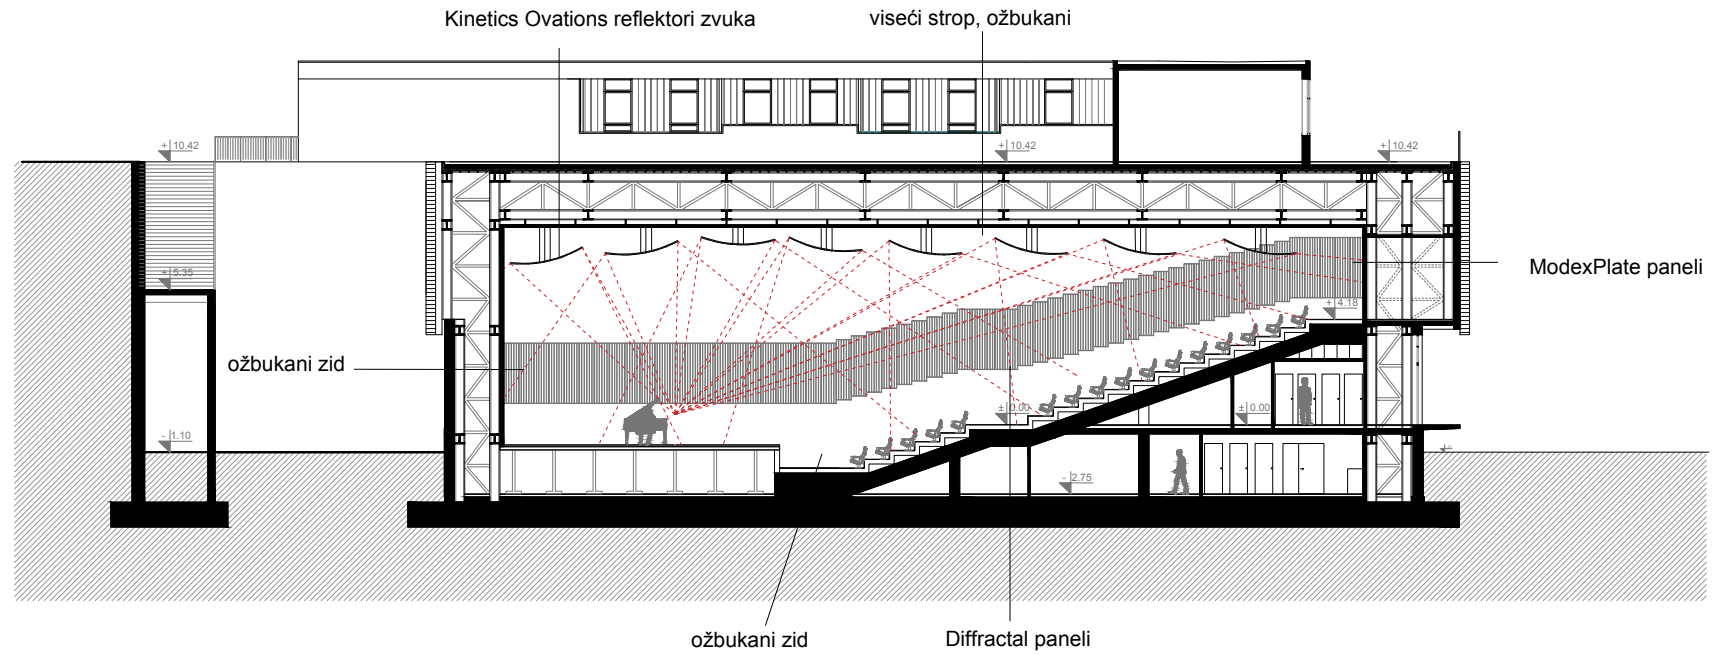 Kinetics Ovations reflektori zvuka
viseći strop, ožbukani
+ 10.42
+ 10.42
+ 10.42
+ 5.35
ModexPlate paneli
+ 4.18
ožbukani zid
± 0.00
± 0.00
- 1.10
- 2.75
ožbukani zid
Diffractal paneli